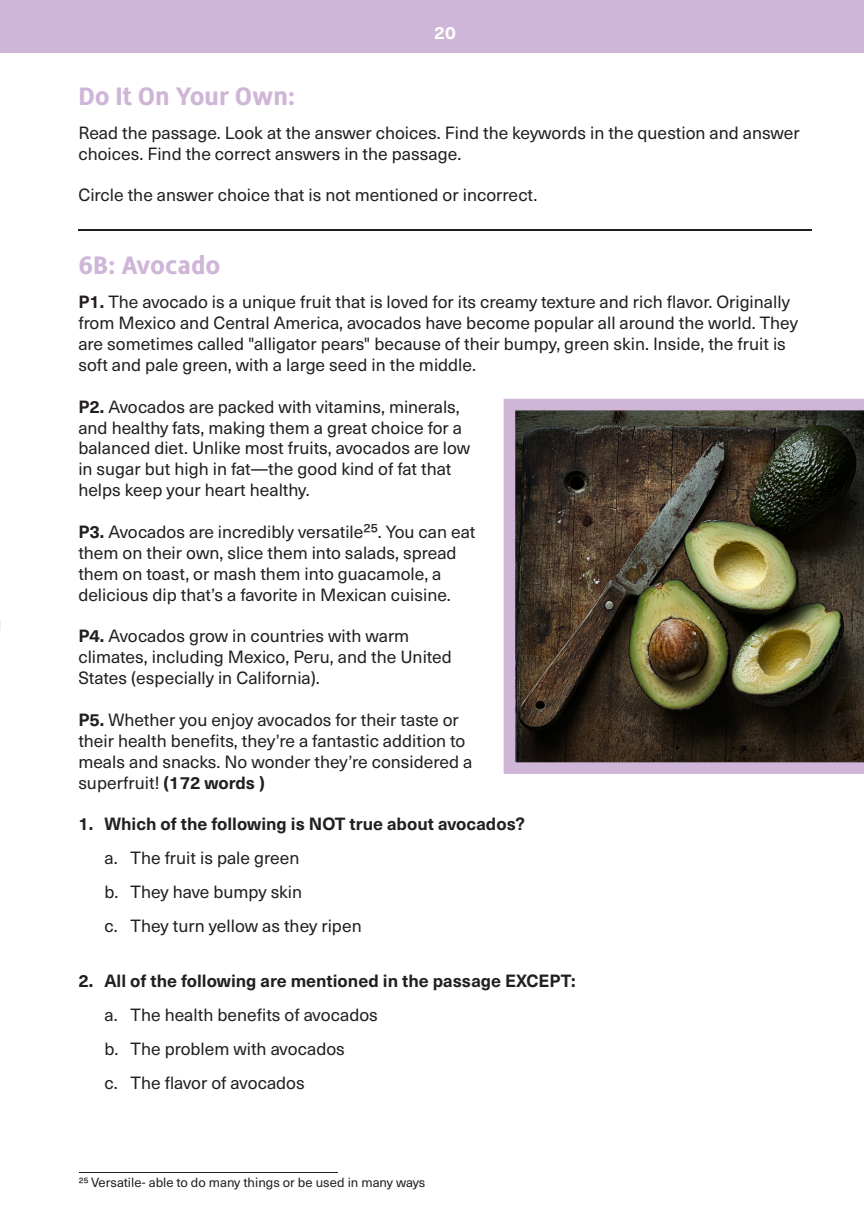 20
Do It On Your Own:
Read the passage. Look at the answer choices. Find the keywords in the question and answer
choices. Find the correct answers in the passage.
Circle the answer choice that is not mentioned or incorrect.
6B: Avocado
P1. The avocado is a unique fruit that is loved for its creamy texture and rich flavor. Originally
from Mexico and Central America, avocados have become popular all around the world. They
are sometimes called "alligator pears" because of their bumpy, green skin. Inside, the fruit is
soft and pale green, with a large seed in the middle.
P2. Avocados are packed with vitamins, minerals,
and healthy fats, making them a great choice for a
balanced diet. Unlike most fruits, avocados are low
in sugar but high in fat—the good kind of fat that
helps keep your heart healthy.
P3. Avocados are incredibly versatile²⁵. You can eat
them on their own, slice them into salads, spread
them on toast, or mash them into guacamole, a
delicious dip that's a favorite in Mexican cuisine.
P4. Avocados grow in countries with warm
climates, including Mexico, Peru, and the United
States (especially in California).
P5. Whether you enjoy avocados for their taste or
their health benefits, they're a fantastic addition to
meals and snacks. No wonder they're considered a
superfruit! (172 words )
1. Which of the following is NOT true about avocados?
a. The fruit is pale green
b. They have bumpy skin
c. They turn yellow as they ripen
2. All of the following are mentioned in the passage EXCEPT:
a. The health benefits of avocados
b. The problem with avocados
c. The flavor of avocados
²⁵ Versatile- able to do many things or be used in many ways